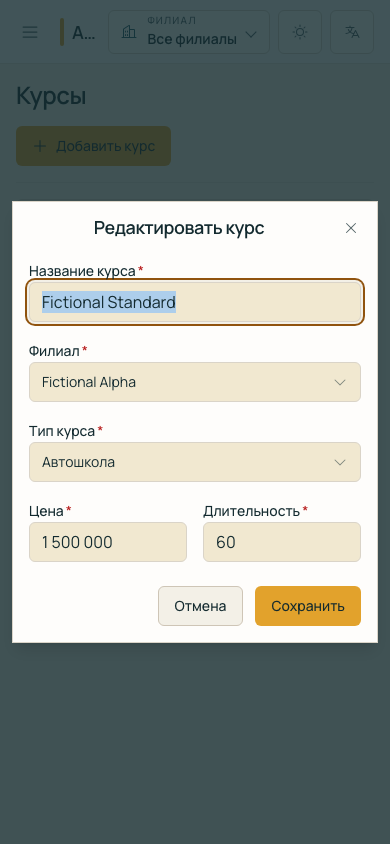 А...
ФИЛИАЛ
Все филиалы
Курсы
Добавить курс
Редактировать курс
Название курса *
Fictional Standard
Филиал *
Fictional Alpha
Тип курса *
Автошкола
Цена * Длительность *
1 500 000 60
Отмена Сохранить